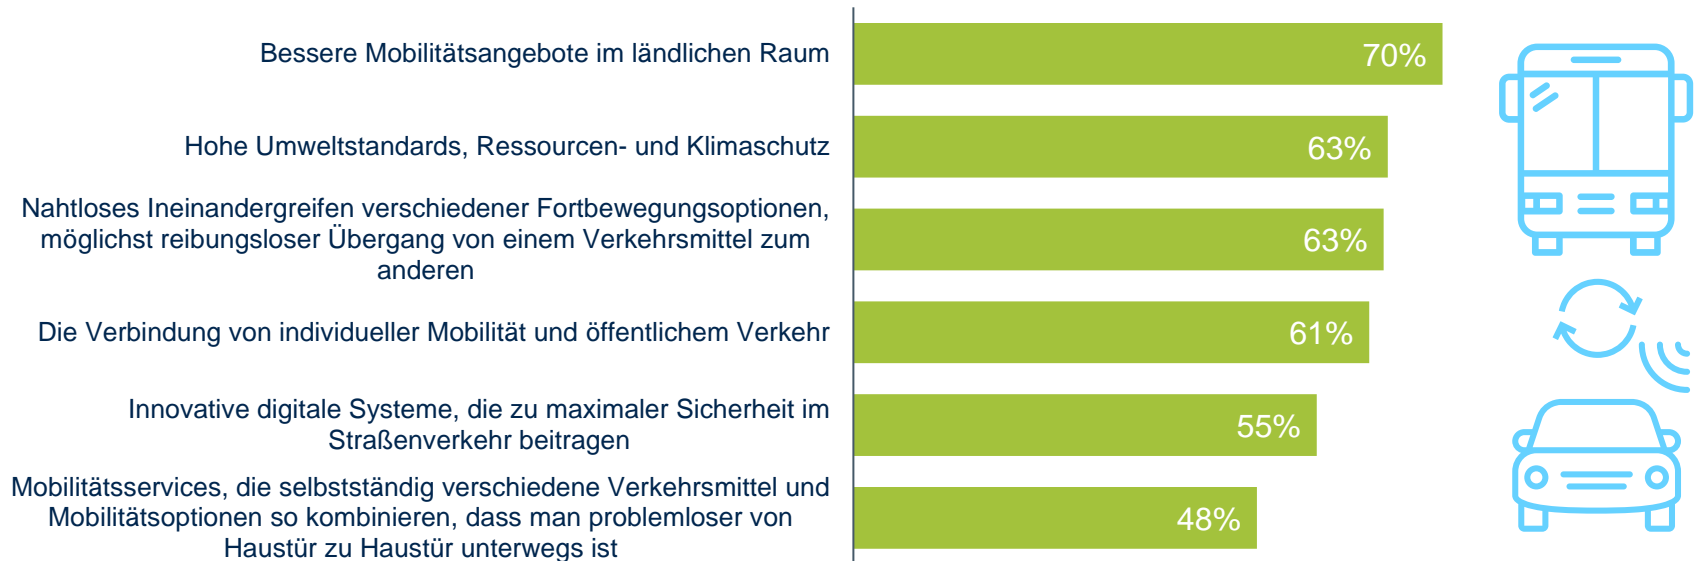 Bessere Mobilitätsangebote im ländlichen Raum
70%
Hohe Umweltstandards, Ressourcen- und Klimaschutz
63%
Nahtloses Ineinandergreifen verschiedener Fortbewegungsoptionen,
möglichst reibungsloser Übergang von einem Verkehrsmittel zum
anderen
63%
Die Verbindung von individueller Mobilität und öffentlichem Verkehr
61%
Innovative digitale Systeme, die zu maximaler Sicherheit im
Straßenverkehr beitragen
55%
Mobilitätsservices, die selbstständig verschiedene Verkehrsmittel und
Mobilitätsoptionen so kombinieren, dass man problemloser von
Haustür zu Haustür unterwegs ist
48%